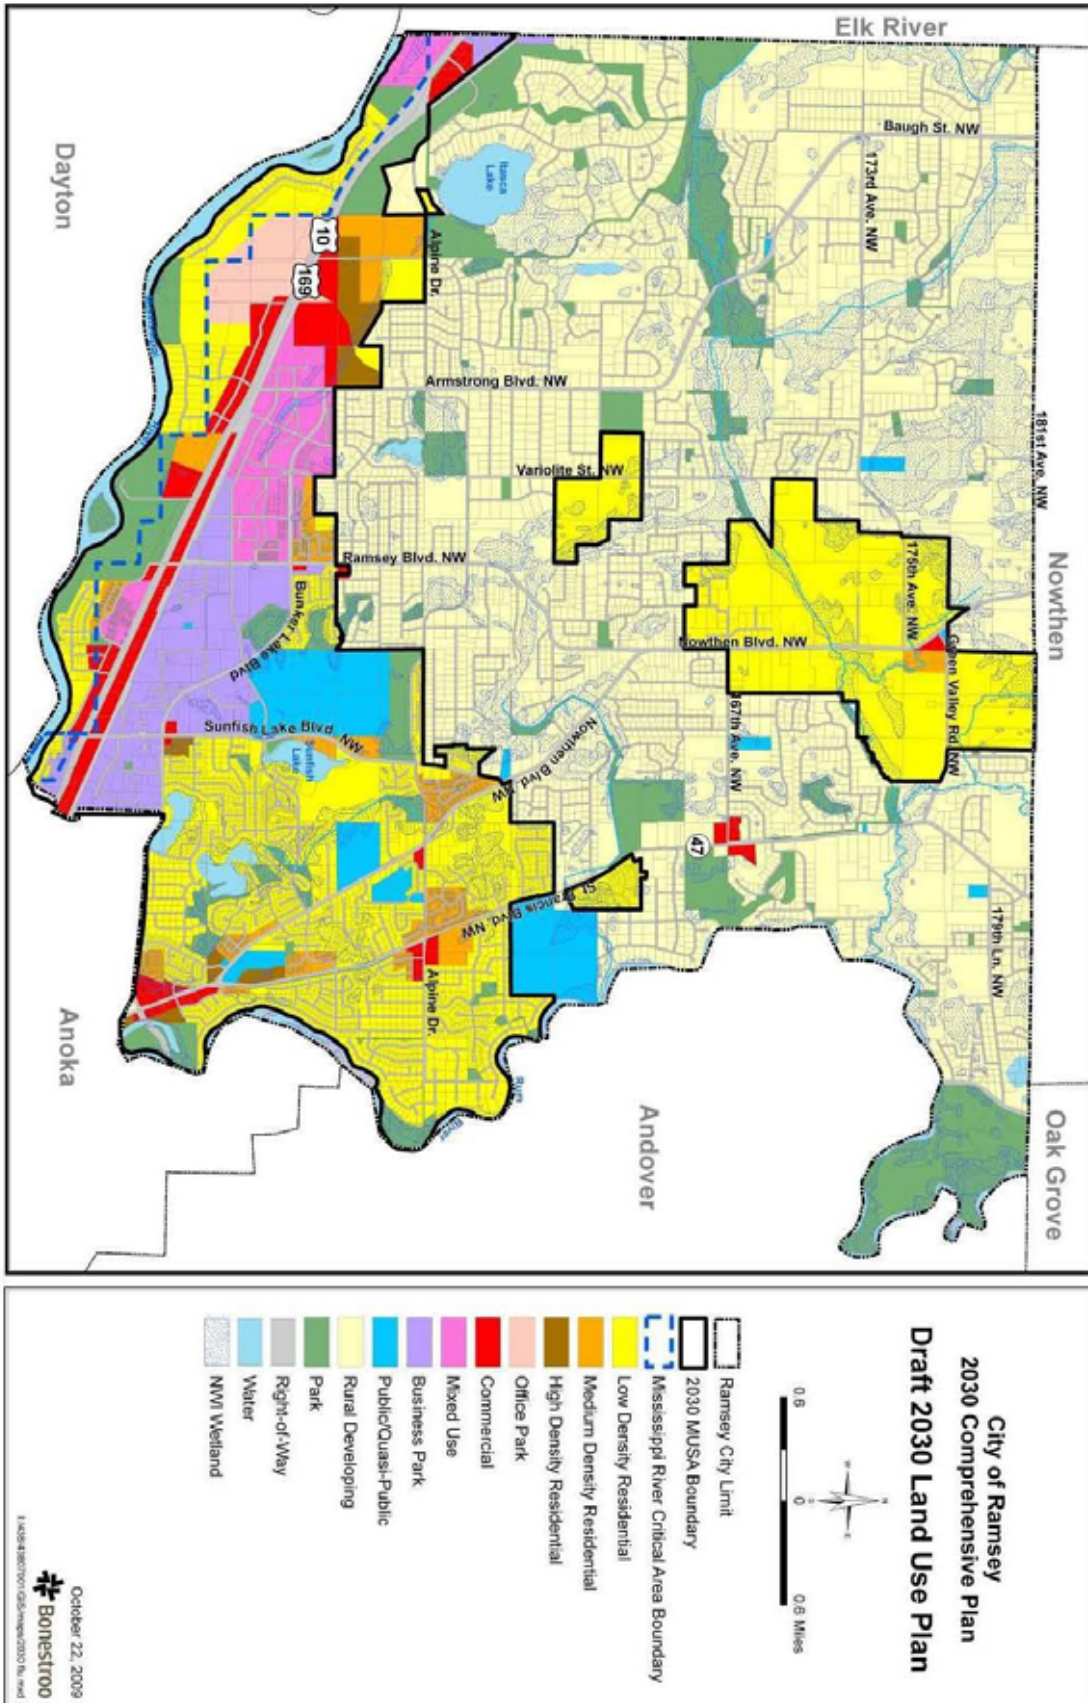 Elk River
Nowthen
Oak Grove
Dayton
Anoka
Andover
Baugh St. NW
173rd Ave. NW
181st Ave. NW
Itasca
Lake
Alpine Dr.
10
169
Armstrong Blvd. NW
Variolite St. NW
Ramsey Blvd. NW
175th Ave. NW
Green Valley Rd. NW
Nowthen Blvd. NW
Bunker Lake Blvd
Sunfish Lake Blvd. NW
Sunfish
Lake
Nowthen Blvd. NW
167th Ave. NW
47
St. Francis Blvd. NW
179th Ln. NW
Alpine Dr.
Rum
River
City of Ramsey
2030 Comprehensive Plan
Draft 2030 Land Use Plan
N
W
E
S
0.6
0
0.6 Miles
Ramsey City Limit
2030 MUSA Boundary
Mississippi River Critical Area Boundary
Low Density Residential
Medium Density Residential
High Density Residential
Office Park
Commercial
Mixed Use
Business Park
Public/Quasi-Public
Rural Developing
Park
Right-of-Way
Water
NWI Wetland
October 22, 2009
Bonestroo